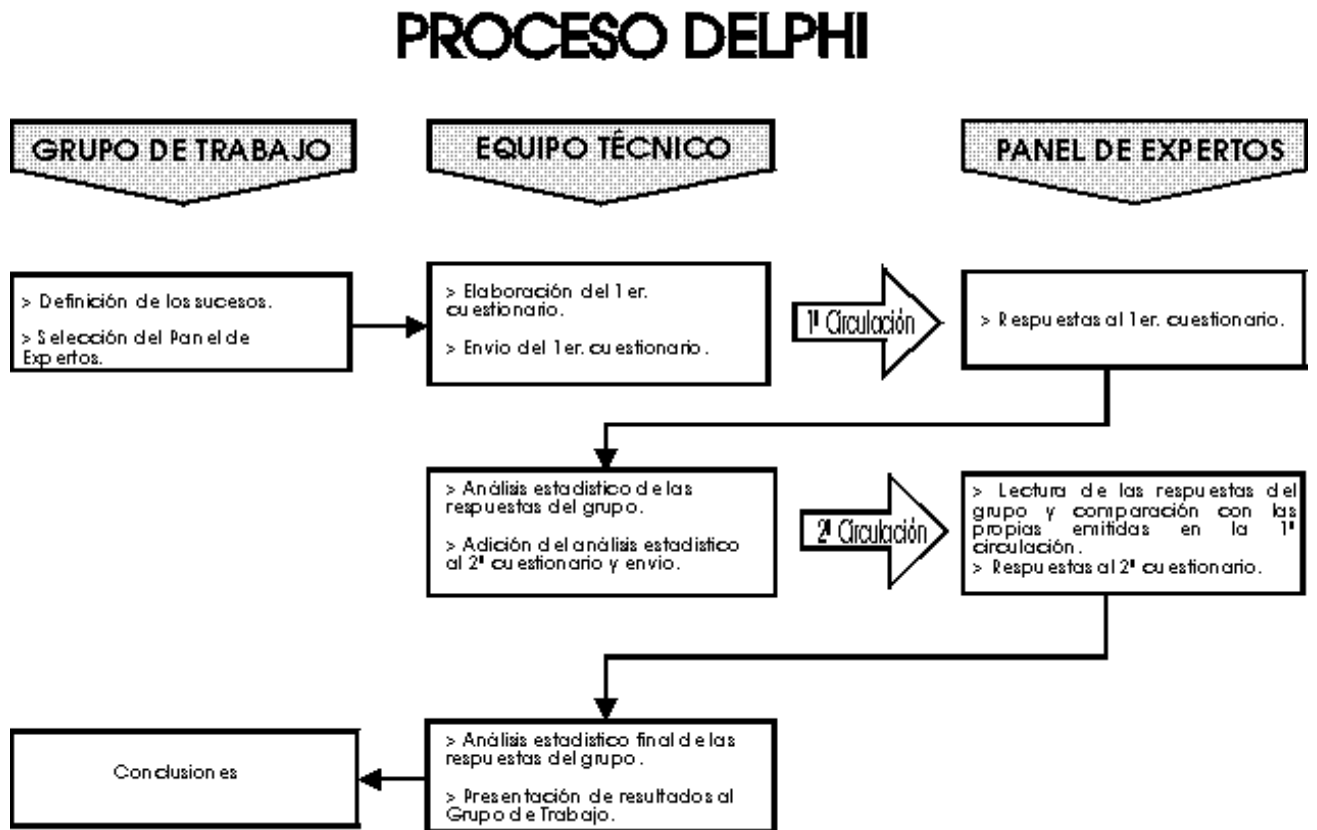 PROCESO DELPHI
GRUPO DE TRABAJO
EQUIPO TÉCNICO
PANEL DE EXPERTOS
> Definición de los sucesos.
> Selección del Panel de
Expertos.
> Elaboración del 1er.
cuestionario.
> Envio del 1er. cuestionario.
1ª Circulación
> Respuestas al 1er. cuestionario.
> Análisis estadistico de las
respuestas del grupo.
> Adición del análisis estadistico
al 2º cuestionario y envio.
2ª Circulación
> Lectura de las respuestas del
grupo y comparación con las
propias emitidas en la 1ª
circulación.
> Respuestas al 2º cuestionario.
Conclusiones
> Análisis estadistico final de las
respuestas del grupo.
> Presentación de resultados al
Grupo de Trabajo.